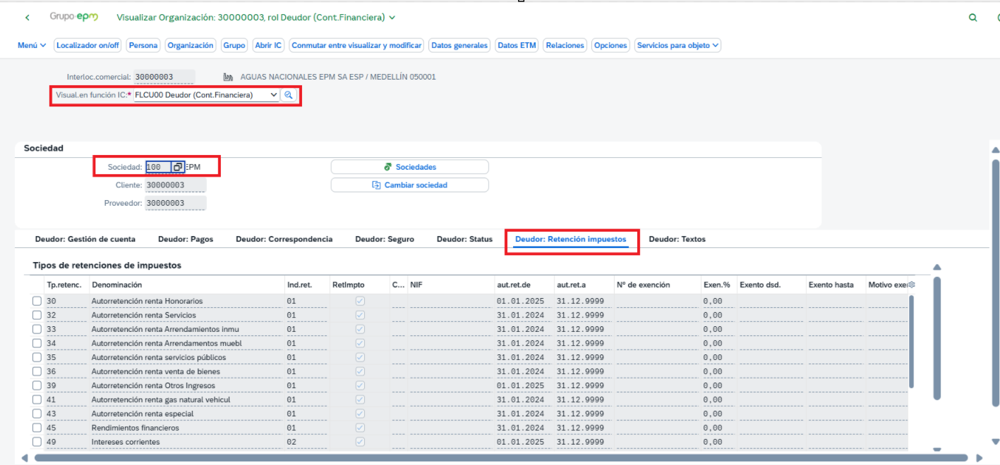 Grupo·epm Visualizar Organización: 30000003, rol Deudor (Cont.Financiera)
Menú Localizador on/off Persona Organización Grupo Abrir IC Conmutar entre visualizar y modificar Datos generales Datos ETM Relaciones Opciones Servicios para objeto
Interloc.comercial: 30000003 AGUAS NACIONALES EPM SA ESP / MEDELLÍN 050001
Visual.en función IC:* FLCU00 Deudor (Cont.Financiera)
Sociedad
Sociedad: 100 EPM Sociedades
Cliente: 30000003 Cambiar sociedad
Proveedor: 30000003
Deudor: Gestión de cuenta Deudor: Pagos Deudor: Correspondencia Deudor: Seguro Deudor: Status Deudor: Retención impuestos Deudor: Textos
Tipos de retenciones de impuestos
Tp.retenc. Denominación Ind.ret. RetImpto C... NIF aut.ret.de aut.ret.a Nº de exención Exen.% Exento dsd. Exento hasta Motivo exen
30 Autorretención renta Honorarios 01 01.01.2025 31.12.9999 0,00
32 Autorretención renta Servicios 01 31.01.2024 31.12.9999 0,00
33 Autorretención renta Arrendamientos inmu 01 31.01.2024 31.12.9999 0,00
34 Autorretención renta Arrendamentos muebl 01 31.01.2024 31.12.9999 0,00
35 Autorretención renta servicios públicos 01 31.01.2024 31.12.9999 0,00
36 Autorretención renta venta de bienes 01 31.01.2024 31.12.9999 0,00
39 Autorretención renta Otros Ingresos 01 01.01.2025 31.12.9999 0,00
41 Autorretención renta gas natural vehicul 01 31.01.2024 31.12.9999 0,00
43 Autorretención renta especial 01 31.01.2024 31.12.9999 0,00
45 Rendimientos financieros 01 31.01.2024 31.12.9999 0,00
49 Intereses corrientes 02 01.01.2025 31.12.9999 0,00